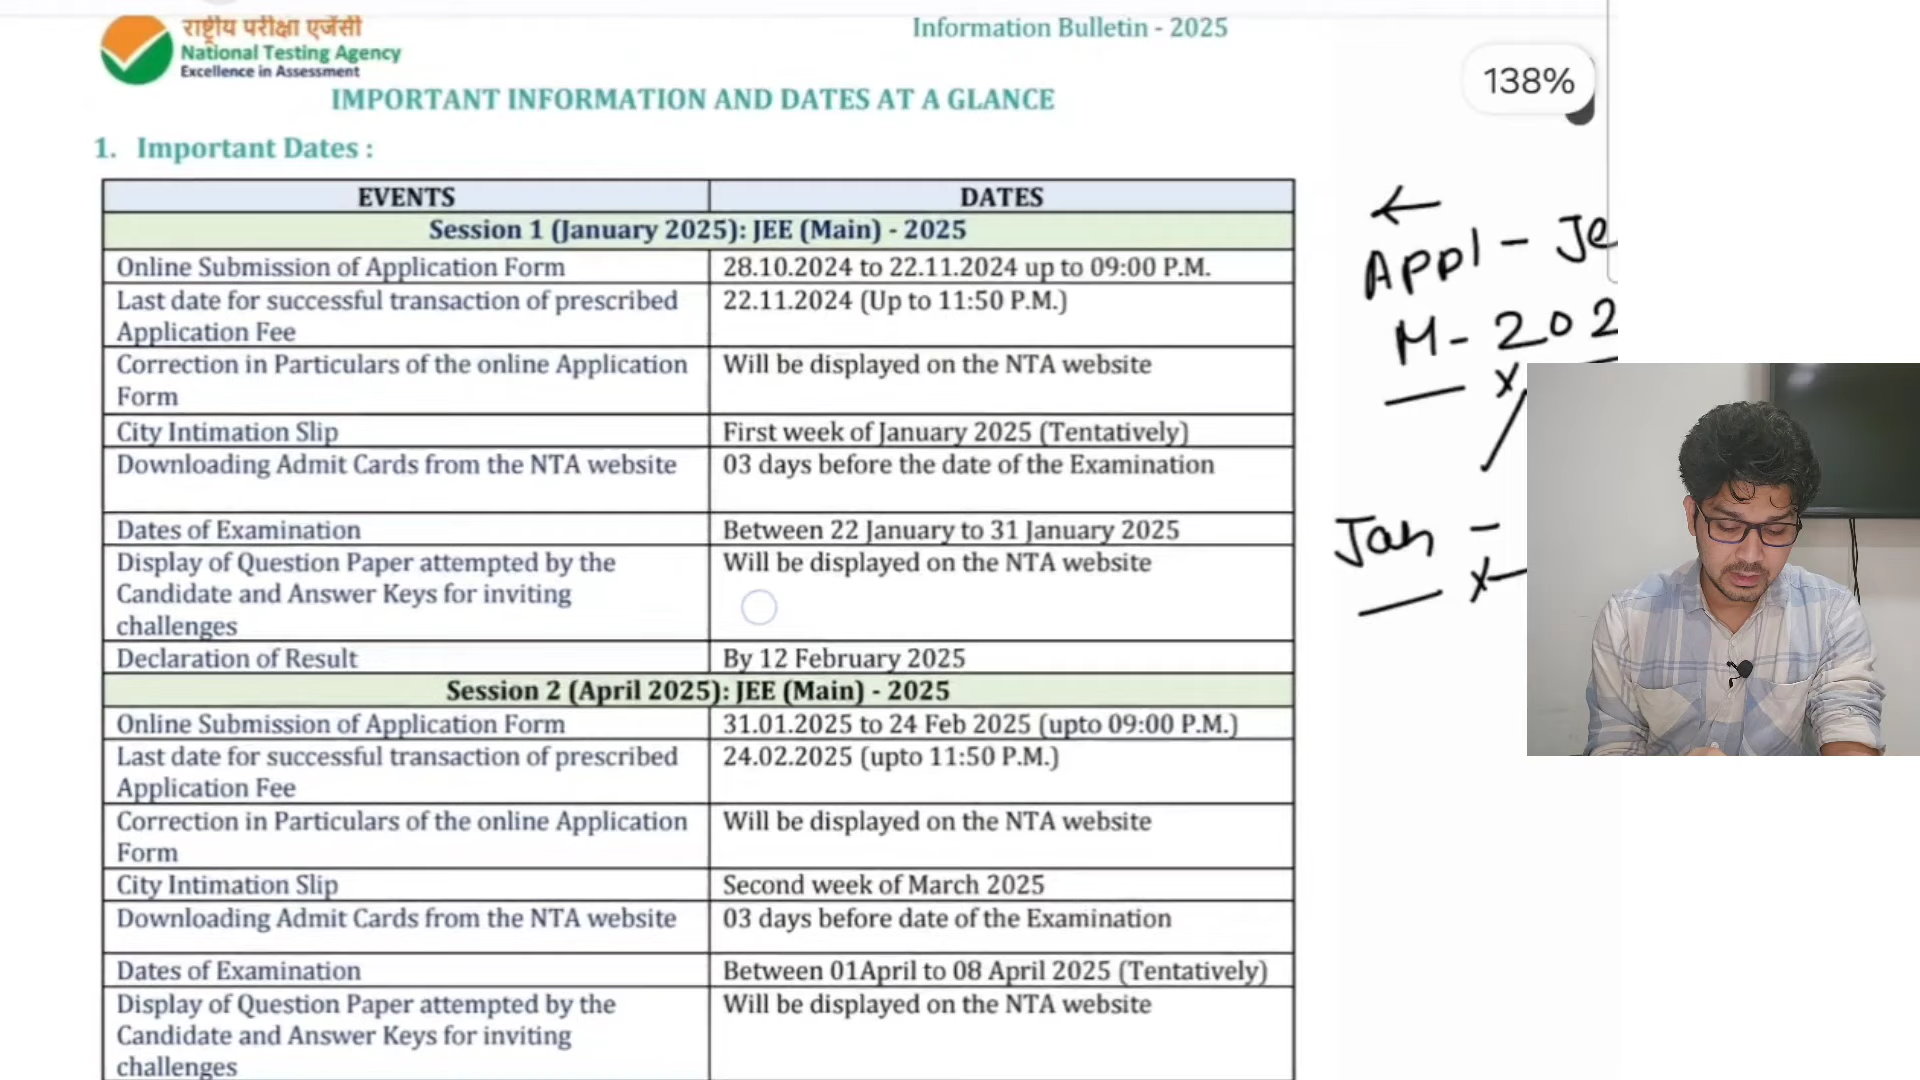 राष्ट्रीय परीक्षा एजेंसी
National Testing Agency
Excellence in Assessment
Information Bulletin - 2025
138%
IMPORTANT INFORMATION AND DATES AT A GLANCE
1. Important Dates :
EVENTS DATES
Session 1 (January 2025): JEE (Main) - 2025
Online Submission of Application Form 28.10.2024 to 22.11.2024 up to 09:00 P.M.
Last date for successful transaction of prescribed 22.11.2024 (Up to 11:50 P.M.)
Application Fee
Correction in Particulars of the online Application Will be displayed on the NTA website
Form
City Intimation Slip First week of January 2025 (Tentatively)
Downloading Admit Cards from the NTA website 03 days before the date of the Examination
Dates of Examination Between 22 January to 31 January 2025
Display of Question Paper attempted by the Will be displayed on the NTA website
Candidate and Answer Keys for inviting
challenges
Declaration of Result By 12 February 2025
Session 2 (April 2025): JEE (Main) - 2025
Online Submission of Application Form 31.01.2025 to 24 Feb 2025 (upto 09:00 P.M.)
Last date for successful transaction of prescribed 24.02.2025 (upto 11:50 P.M.)
Application Fee
Correction in Particulars of the online Application Will be displayed on the NTA website
Form
City Intimation Slip Second week of March 2025
Downloading Admit Cards from the NTA website 03 days before date of the Examination
Dates of Examination Between 01April to 08 April 2025 (Tentatively)
Display of Question Paper attempted by the Will be displayed on the NTA website
Candidate and Answer Keys for inviting
challenges
Appl - Je
M - 202
Jan -